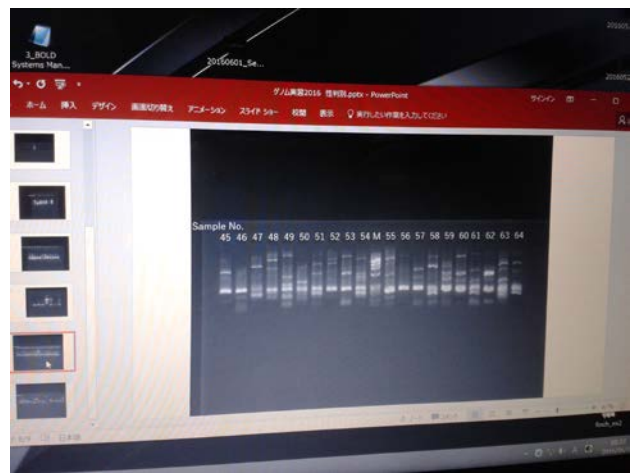 3_BOLD
Systems Man...
20160601_Se...
ゲノム実習2016 性判別.pptx - PowerPoint
サインイン
ホーム 挿入 デザイン 画面切り替え アニメーション スライド ショー 校閲 表示 実行したい作業を入力してください
Sample No.
45 46 47 48 49 50 51 52 53 54 M 55 56 57 58 59 60 61 62 63 64